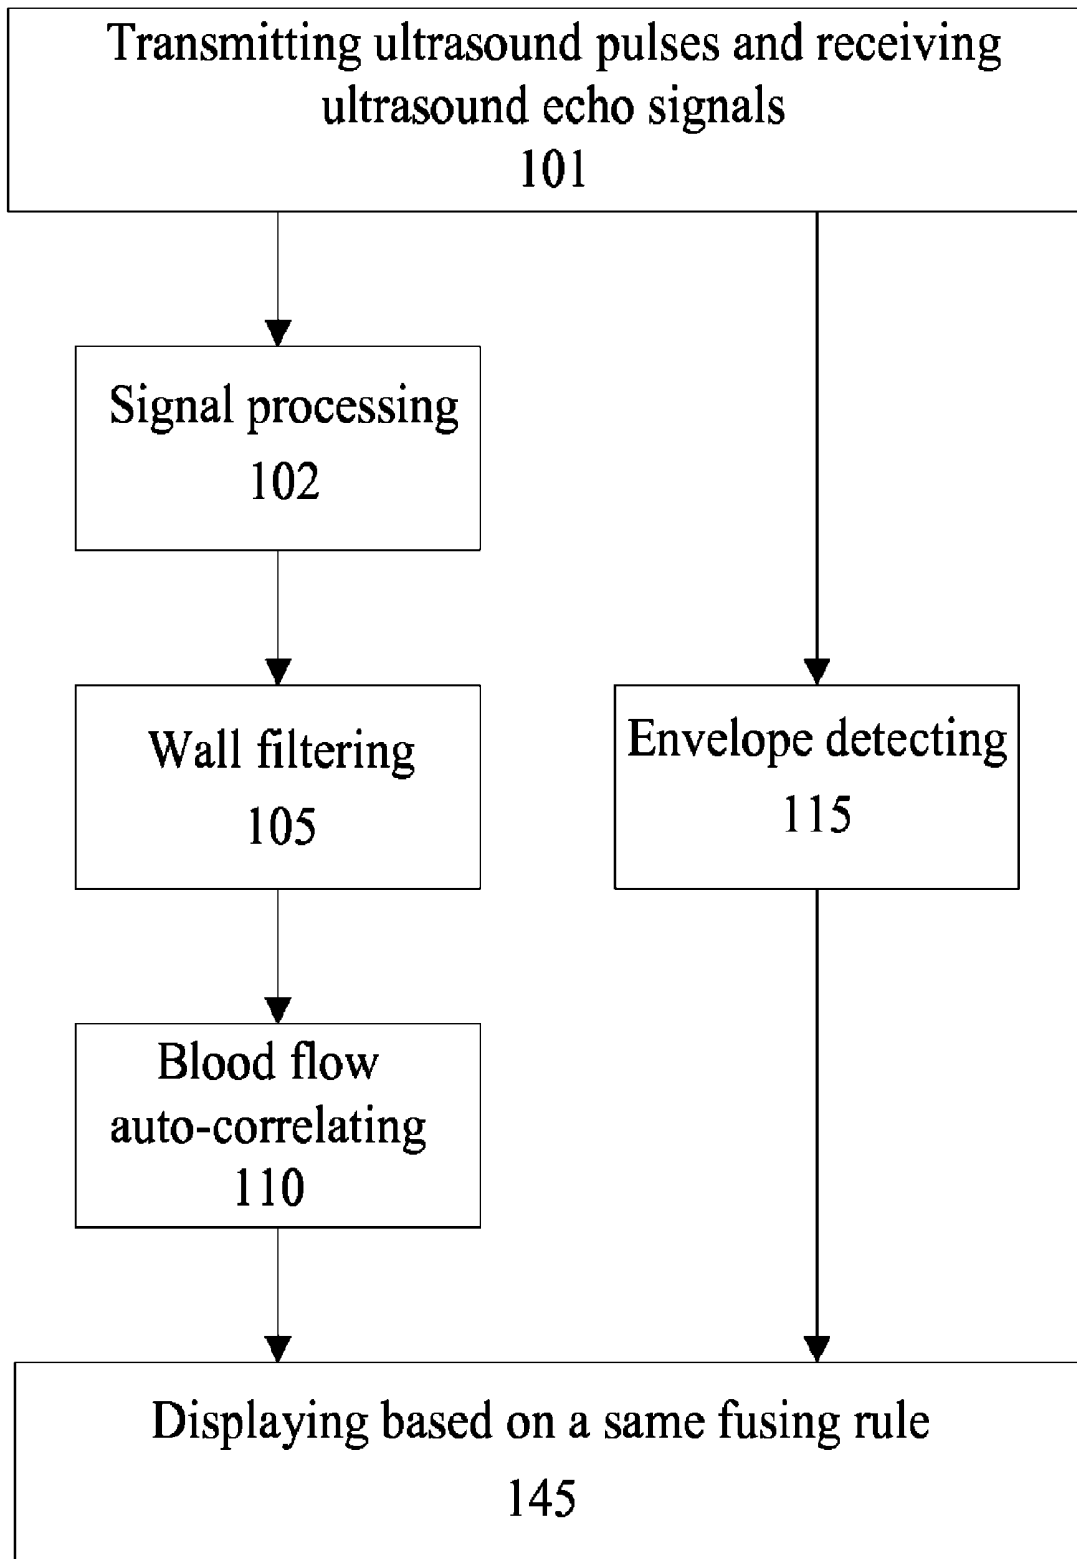 Transmitting ultrasound pulses and receiving
ultrasound echo signals
101
Signal processing
102
Wall filtering
105
Envelope detecting
115
Blood flow
auto-correlating
110
Displaying based on a same fusing rule
145